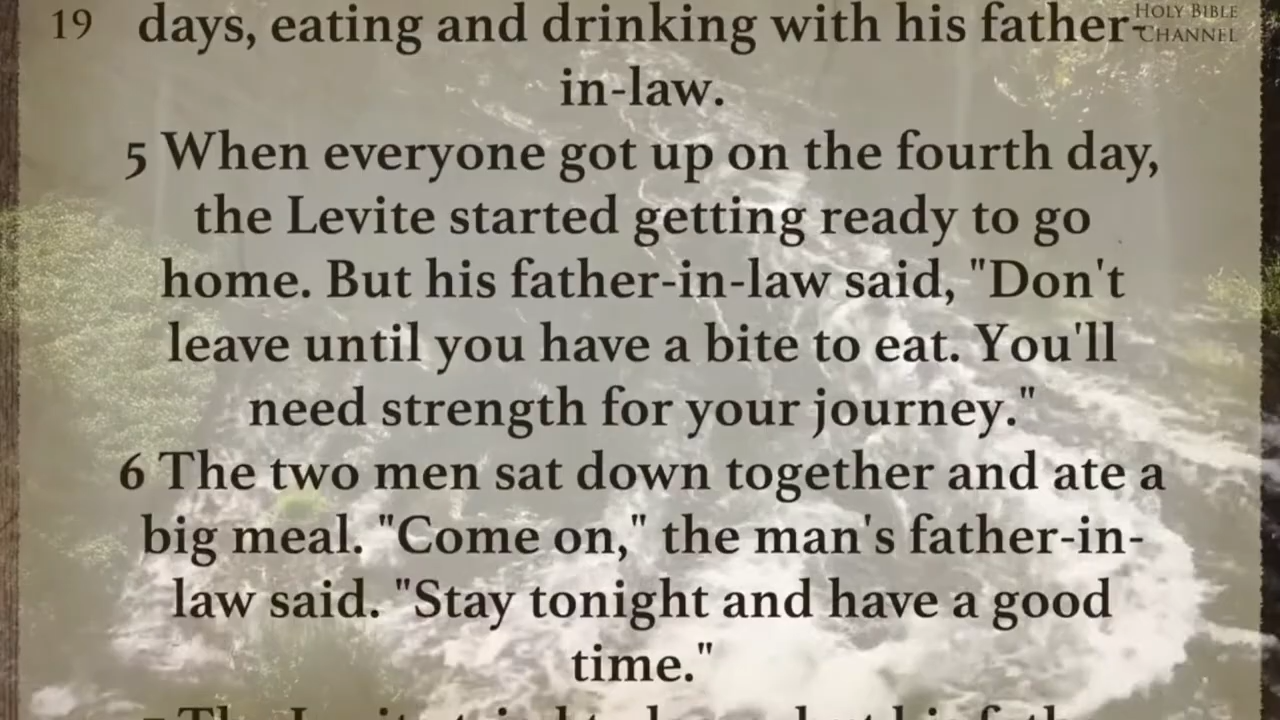 19
HOLY BIBLE
CHANNEL
days, eating and drinking with his father-
in-law.
5 When everyone got up on the fourth day,
the Levite started getting ready to go
home. But his father-in-law said, "Don't
leave until you have a bite to eat. You'll
need strength for your journey."
6 The two men sat down together and ate a
big meal. "Come on," the man's father-in-
law said. "Stay tonight and have a good
time."